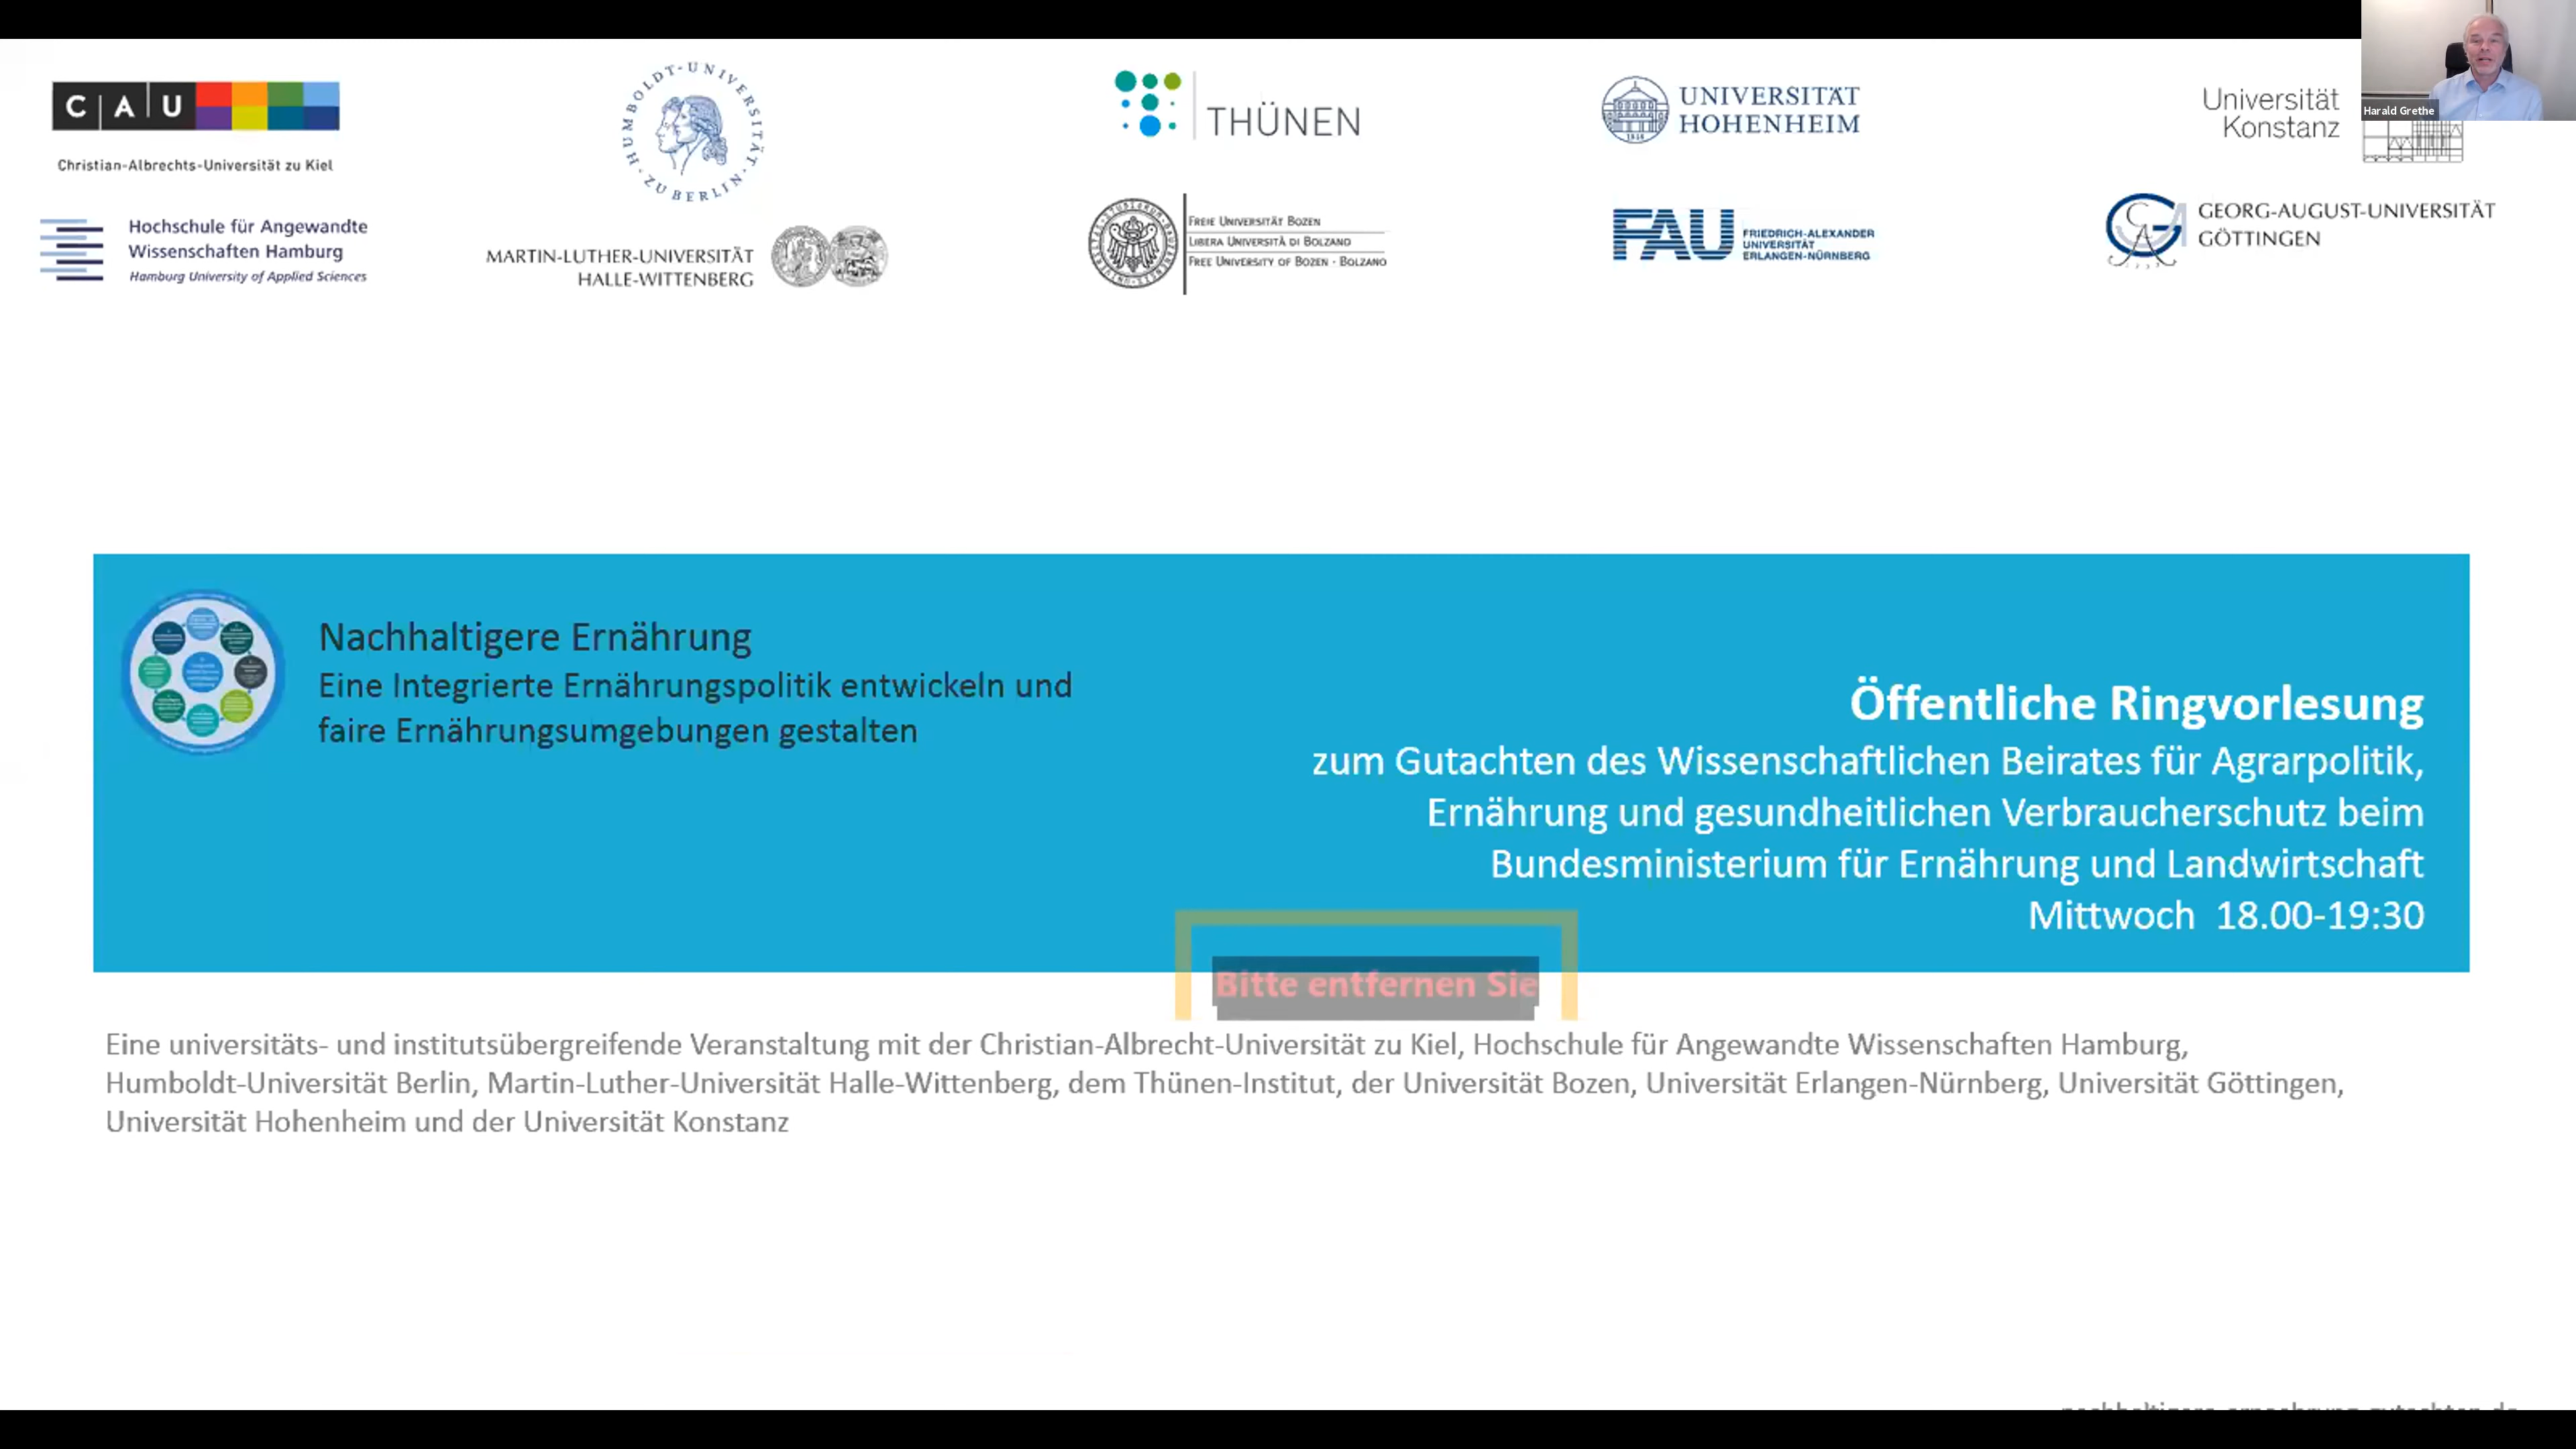 C A U
Christian-Albrechts-Universität zu Kiel
HUMBOLDT-UNIVERSITÄT ZU BERLIN
THÜNEN
UNIVERSITÄT
HOHENHEIM
Universität
Konstanz
Harald Grethe
Hochschule für Angewandte
Wissenschaften Hamburg
Hamburg University of Applied Sciences
MARTIN-LUTHER-UNIVERSITÄT
HALLE-WITTENBERG
FREIE UNIVERSITÄT BOZEN
LIBERA UNIVERSITÀ DI BOLZANO
FREE UNIVERSITY OF BOZEN · BOLZANO
FAU
FRIEDRICH-ALEXANDER
UNIVERSITÄT
ERLANGEN-NÜRNBERG
GEORG-AUGUST-UNIVERSITÄT
GÖTTINGEN
Nachhaltigere Ernährung
Eine Integrierte Ernährungspolitik entwickeln und
faire Ernährungsumgebungen gestalten
Öffentliche Ringvorlesung
zum Gutachten des Wissenschaftlichen Beirates für Agrarpolitik,
Ernährung und gesundheitlichen Verbraucherschutz beim
Bundesministerium für Ernährung und Landwirtschaft
Mittwoch 18.00-19:30
Bitte entfernen Sie
Eine universitäts- und institutsübergreifende Veranstaltung mit der Christian-Albrecht-Universität zu Kiel, Hochschule für Angewandte Wissenschaften Hamburg,
Humboldt-Universität Berlin, Martin-Luther-Universität Halle-Wittenberg, dem Thünen-Institut, der Universität Bozen, Universität Erlangen-Nürnberg, Universität Göttingen,
Universität Hohenheim und der Universität Konstanz